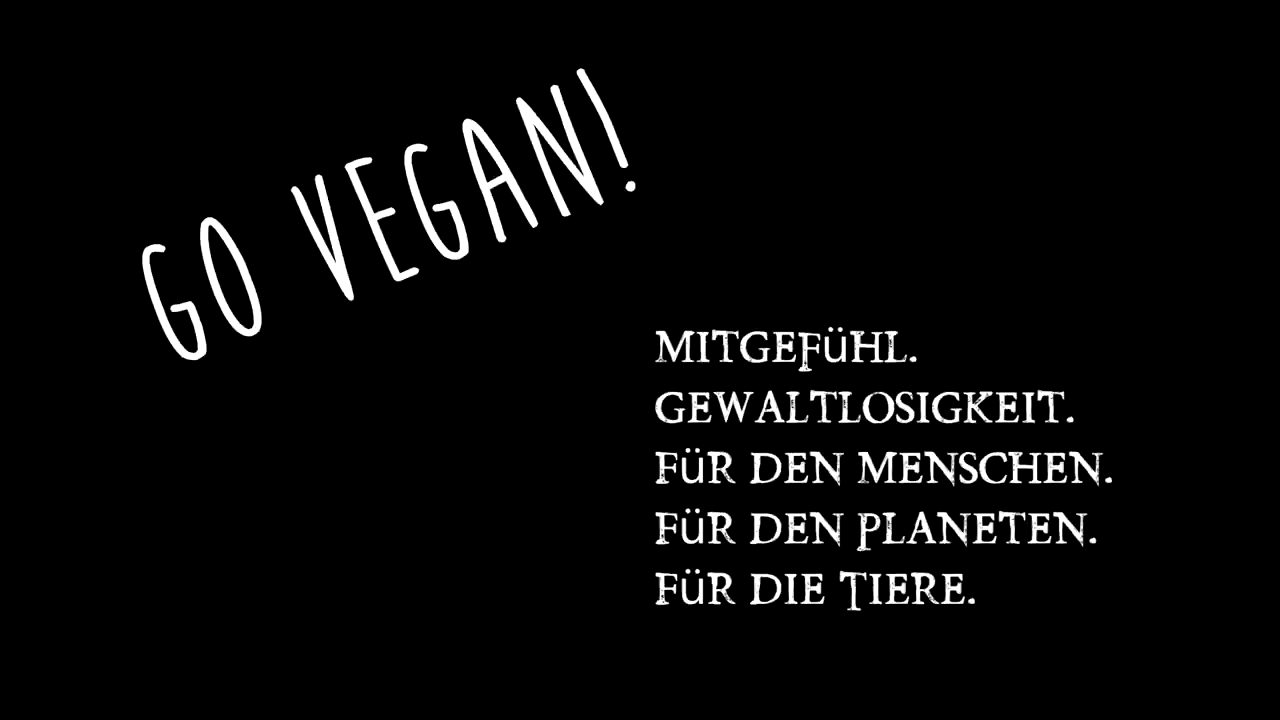 GO VEGAN!
MITGEFÜHL.
GEWALTLOSIGKEIT.
FÜR DEN MENSCHEN.
FÜR DEN PLANETEN.
FÜR DIE TIERE.